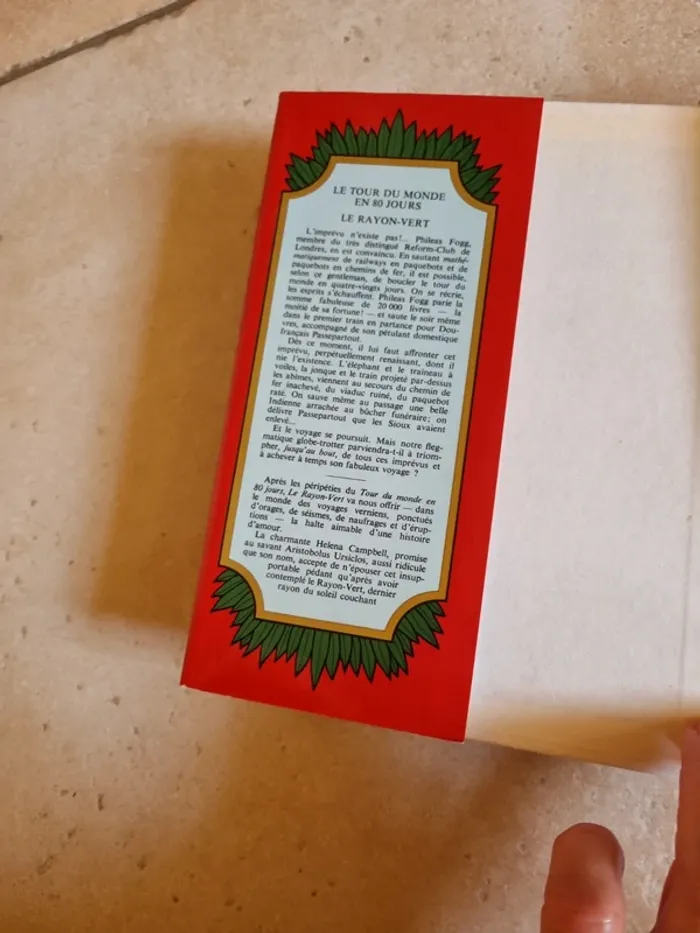 LE TOUR DU MONDE
EN 80 JOURS
LE RAYON-VERT
L'imprévu n'existe pas!... Phileas Fogg,
membre du très distingué Reform-Club de
Londres, en est convaincu. En sautant mathé-
matiquement de railways en paquebots et de
paquebots en chemins de fer, il est possible,
selon ce gentleman, de boucler le tour du
monde en quatre-vingts jours. On se récrie,
les esprits s'échauffent. Phileas Fogg parie la
somme fabuleuse de 20 000 livres — la
moitié de sa fortune! — et saute le soir même
dans le premier train en partance pour Dou-
vres, accompagné de son pétulant domestique
français Passepartout.
Dès ce moment, il lui faut affronter cet
imprévu, perpétuellement renaissant, dont il
nie l'existence. L'éléphant et le traîneau à
voiles, la jonque et le train projeté par-dessus
les abîmes, viennent au secours du chemin de
fer inachevé, du viaduc ruiné, du paquebot
raté. On sauve même au passage une belle
Indienne arrachée au bûcher funéraire; on
délivre Passepartout que les Sioux avaient
enlevé...
Et le voyage se poursuit. Mais notre fleg-
matique globe-trotter parviendra-t-il à triom-
pher, jusqu'au bout, de tous ces imprévus et
à achever à temps son fabuleux voyage ?
Après les péripéties du Tour du monde en
80 jours, Le Rayon-Vert va nous offrir — dans
le monde des voyages verniens, ponctués
d'orages, de séismes, de naufrages et d'érup-
tions — la halte aimable d'une histoire
d'amour.
La charmante Helena Campbell, promise
au savant Aristobolus Ursiclos, aussi ridicule
que son nom, accepte de n'épouser cet insup-
portable pédant qu'après avoir
contemplé le Rayon-Vert, dernier
rayon du soleil couchant